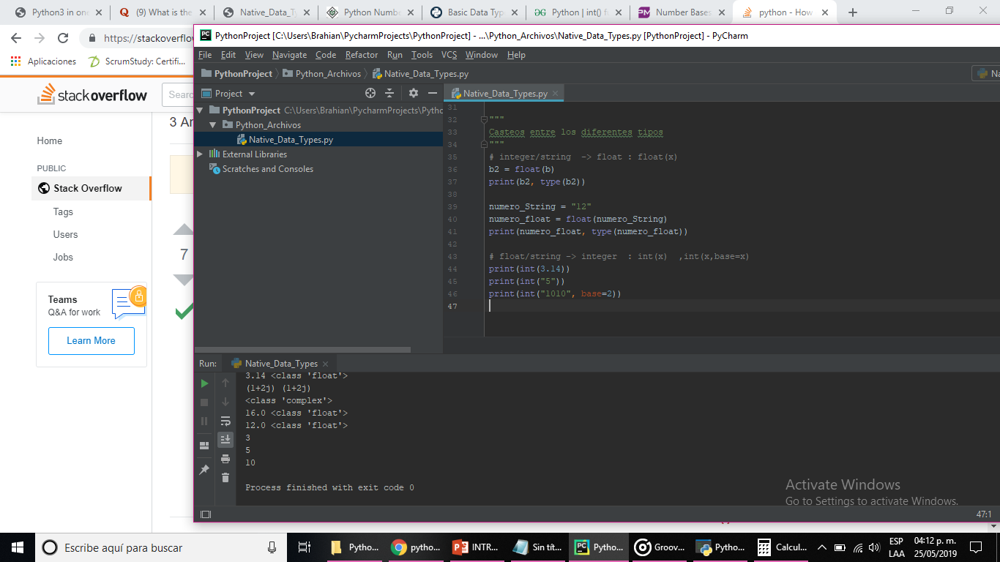 Python3 in one
(9) What is the
Native_Data_T
Python Numbe
Basic Data Typ
Python | int() f
Number Bases
python - How
https://stackoverflow
Aplicaciones
ScrumStudy: Certifi...
stackoverflow
Searc
3 An
Home
PUBLIC
Stack Overflow
Tags
Users
Jobs
7
Teams
Q&A for work
Learn More
PythonProject [C:\Users\Brahian\PycharmProjects\PythonProject] - ...\Python_Archivos\Native_Data_Types.py [PythonProject] - PyCharm
File Edit View Navigate Code Refactor Run Tools VCS Window Help
PythonProject Python_Archivos Native_Data_Types.py Na
Project
Native_Data_Types.py
PythonProject C:\Users\Brahian\PycharmProjects\Pytho
Python_Archivos
Native_Data_Types.py
External Libraries
Scratches and Consoles
31
32 """
33 Casteos entre los diferentes tipos
34 """
35 # integer/string -> float : float(x)
36 b2 = float(b)
37 print(b2, type(b2))
38
39 numero_String = "12"
40 numero_float = float(numero_String)
41 print(numero_float, type(numero_float))
42
43 # float/string -> integer : int(x) ,int(x,base=x)
44 print(int(3.14))
45 print(int("5"))
46 print(int("1010", base=2))
47
Run: Native_Data_Types
3.14 <class 'float'>
(1+2j) (1+2j)
<class 'complex'>
16.0 <class 'float'>
12.0 <class 'float'>
3
5
10
Process finished with exit code 0
Activate Windows
Go to Settings to activate Windows.
47:1
Escribe aquí para buscar
Pytho...
pytho...
INTR...
Sin tít...
Pytho...
Groov...
Pytho...
Calcul...
ESP
LAA
04:12 p. m.
25/05/2019